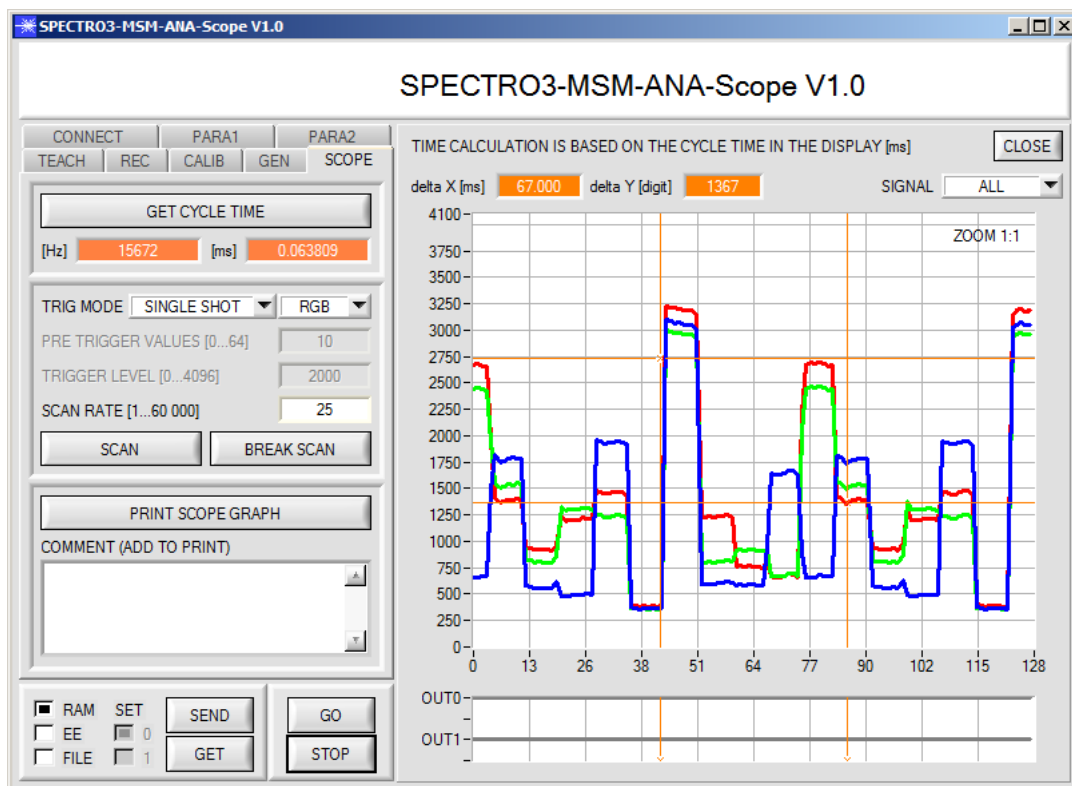 SPECTRO3-MSM-ANA-Scope V1.0
SPECTRO3-MSM-ANA-Scope V1.0
CONNECT PARA1 PARA2
TEACH REC CALIB GEN SCOPE
GET CYCLE TIME
[Hz] 15672 [ms] 0.063809
TRIG MODE SINGLE SHOT RGB
PRE TRIGGER VALUES [0...64] 10
TRIGGER LEVEL [0...4096] 2000
SCAN RATE [1...60 000] 25
SCAN BREAK SCAN
PRINT SCOPE GRAPH
COMMENT (ADD TO PRINT)
RAM SET
EE 0
FILE 1
SEND
GET
GO
STOP
TIME CALCULATION IS BASED ON THE CYCLE TIME IN THE DISPLAY [ms] CLOSE
delta X [ms] 67.000 delta Y [digit] 1367 SIGNAL ALL
ZOOM 1:1
4100
3750
3500
3250
3000
2750
2500
2250
2000
1750
1500
1250
1000
750
500
250
0
0 13 26 38 51 64 77 90 102 115 128
OUT0
OUT1